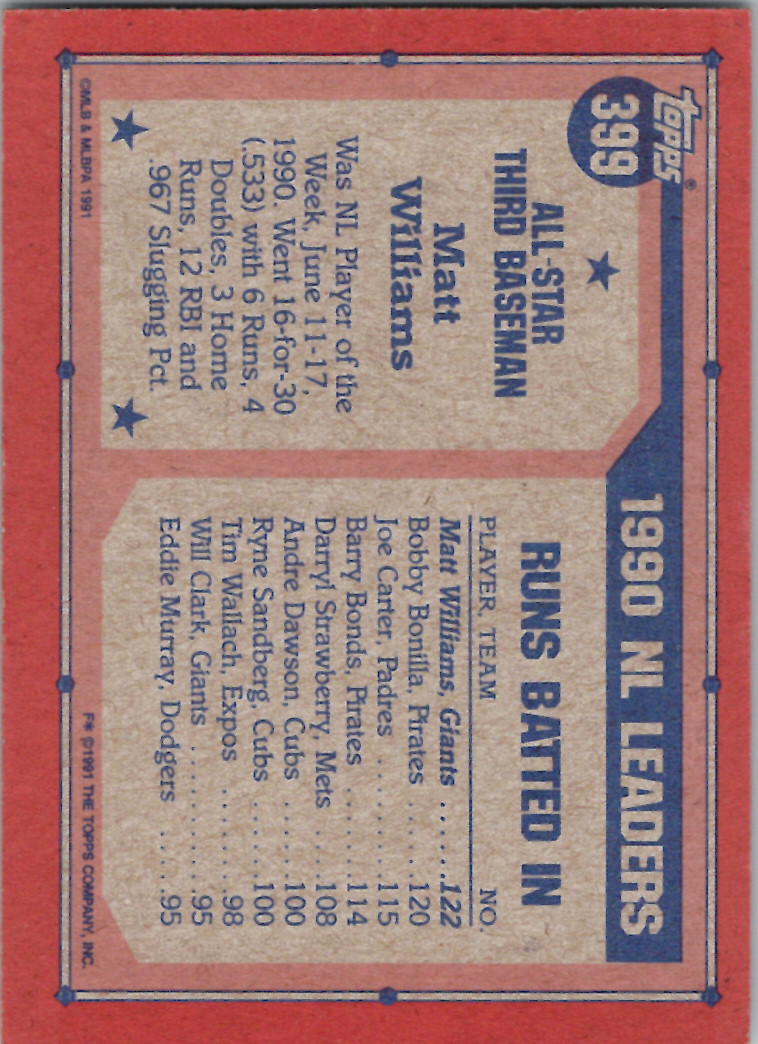 topps®
399
1990 NL LEADERS
ALL-STAR
THIRD BASEMAN
Matt
Williams
Was NL Player of the
Week, June 11-17,
1990. Went 16-for-30
(.533) with 6 Runs, 4
Doubles, 3 Home
Runs, 12 RBI and
.967 Slugging Pct.
RUNS BATTED IN
PLAYER, TEAM NO.
Matt Williams, Giants ......122
Bobby Bonilla, Pirates ......120
Joe Carter, Padres .........115
Barry Bonds, Pirates .......114
Darryl Strawberry, Mets ....108
Andre Dawson, Cubs ......100
Ryne Sandberg, Cubs ......100
Tim Wallach, Expos ........98
Will Clark, Giants ..........95
Eddie Murray, Dodgers .....95
©MLB & MLBPA 1991
F* ©1991 THE TOPPS COMPANY, INC.